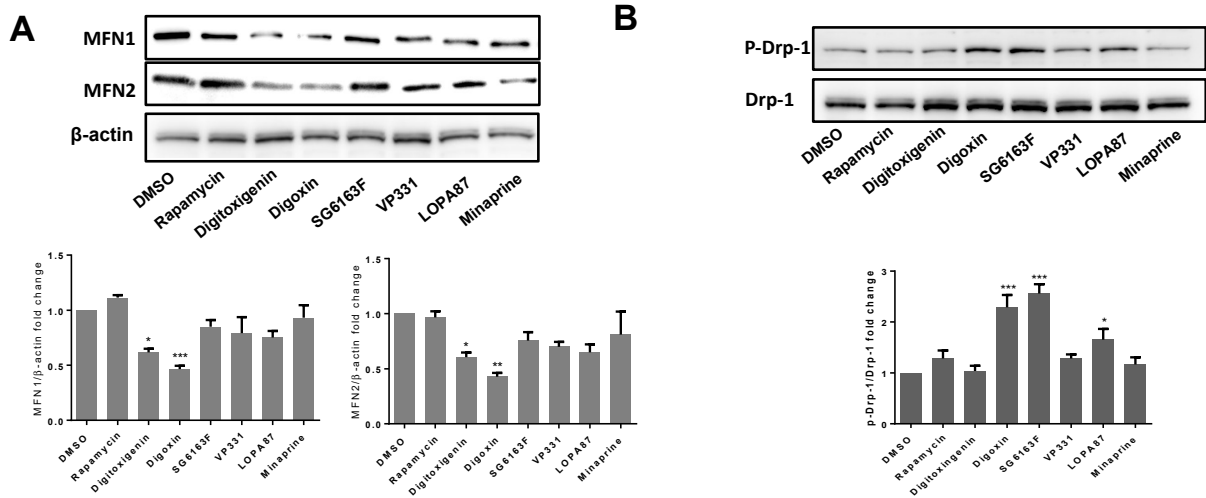 A
MFN1
MFN2
β-actin
DMSO
Rapamycin
Digitoxigenin
Digoxin
SG6163F
VP331
LOPA87
Minaprine
MFN1/β-actin fold change
1.5
1.0
0.5
0.0
*
***
DMSO
Rapamycin
Digitoxigenin
Digoxin
SG6163F
VP331
LOPA87
Minaprine
MFN2/β-actin fold change
1.5
1.0
0.5
0.0
*
**
DMSO
Rapamycin
Digitoxigenin
Digoxin
SG6163F
VP331
LOPA87
Minaprine
B
P-Drp-1
Drp-1
DMSO
Rapamycin
Digitoxigenin
Digoxin
SG6163F
VP331
LOPA87
Minaprine
p-Drp-1/Drp-1 fold change
3
2
1
0
***
***
*
DMSO
Rapamycin
Digitoxingenin
Digoxin
SG6163F
VP331
LOPA87
Minaprine